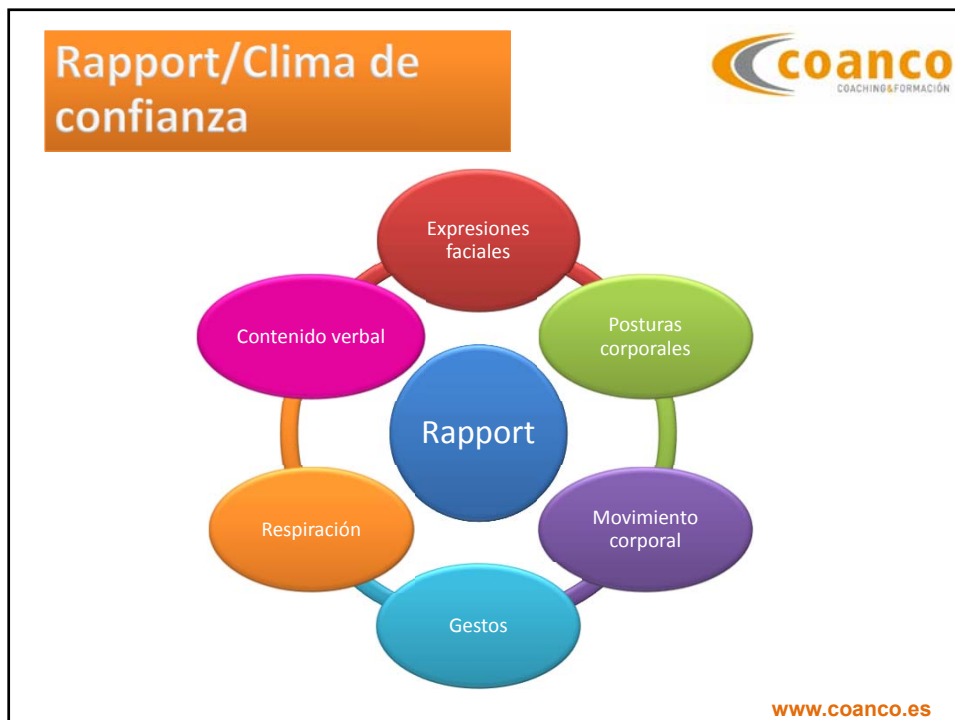 Rapport/Clima de
confianza
coanco
COACHING&FORMACIÓN
Expresiones
faciales
Contenido verbal
Posturas
corporales
Rapport
Respiración
Movimiento
corporal
Gestos
www.coanco.es